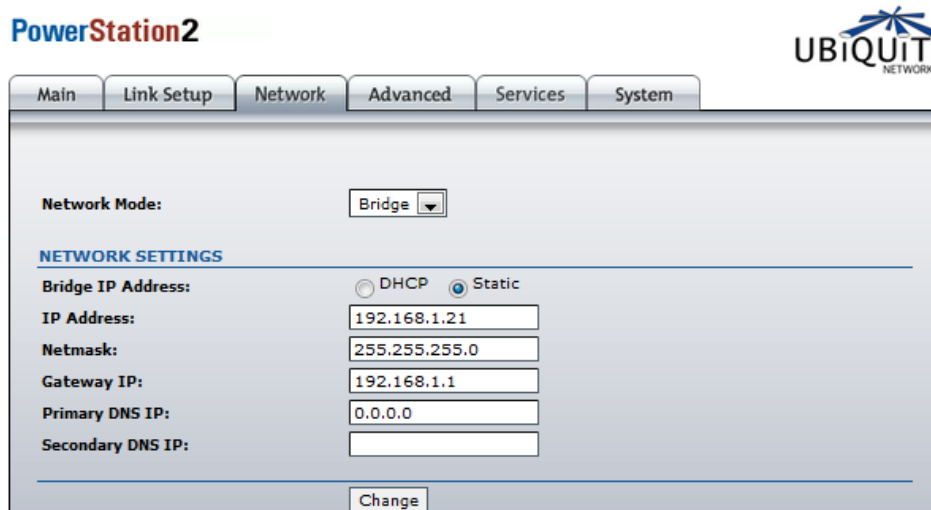 PowerStation2
UBiQUiT
NETWORK
Main Link Setup Network Advanced Services System
Network Mode: Bridge
NETWORK SETTINGS
Bridge IP Address: DHCP Static
IP Address: 192.168.1.21
Netmask: 255.255.255.0
Gateway IP: 192.168.1.1
Primary DNS IP: 0.0.0.0
Secondary DNS IP:
Change